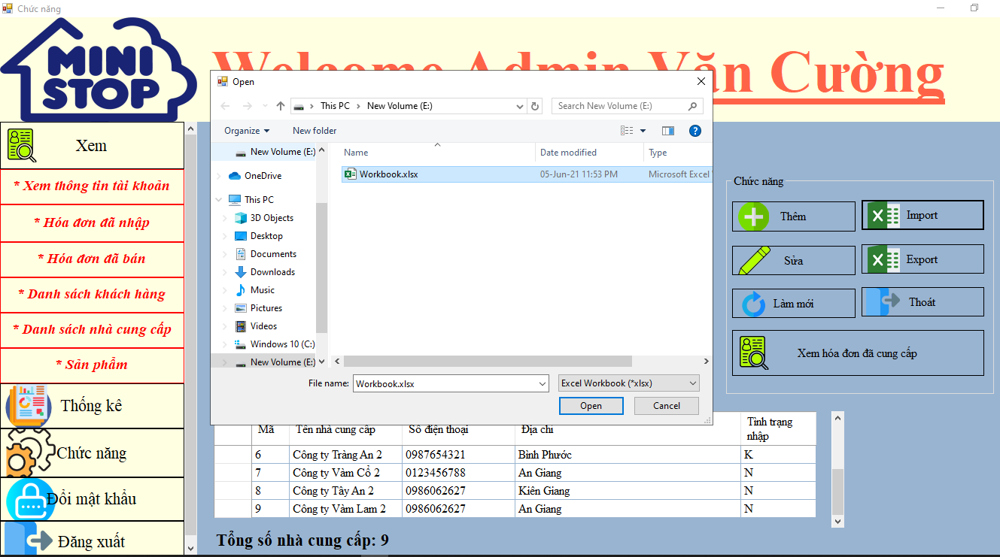 Chức năng
MINI
STOP
Welcome Admin Văn Cường
Open
This PC
New Volume (E:)
Search New Volume (E:)
Organize
New folder
New Volume (E:)
OneDrive
This PC
3D Objects
Desktop
Documents
Downloads
Music
Pictures
Videos
Windows 10 (C:)
New Volume (E:)
Name
Date modified
Type
Workbook.xlsx
05-Jun-21 11:53 PM
Microsoft Excel
File name:
Workbook.xlsx
Excel Workbook (*xlsx)
Open
Cancel
Xem
* Xem thông tin tài khoản
* Hóa đơn đã nhập
* Hóa đơn đã bán
* Danh sách khách hàng
* Danh sách nhà cung cấp
* Sản phẩm
Thống kê
Chức năng
Đổi mật khẩu
Đăng xuất
Chức năng
Thêm
Import
Sửa
Export
Làm mới
Thoát
Xem hóa đơn đã cung cấp
Mã Tên nhà cung cấp Số điện thoại Địa chỉ Tình trạng
nhập
6 Công ty Tràng An 2 0987654321 Bình Phước K
7 Công ty Vàm Cổ 2 0123456788 An Giang N
8 Công ty Tây An 2 0986062627 Kiên Giang N
9 Công ty Vàm Lam 2 0986060627 An Giang N
Tổng số nhà cung cấp: 9